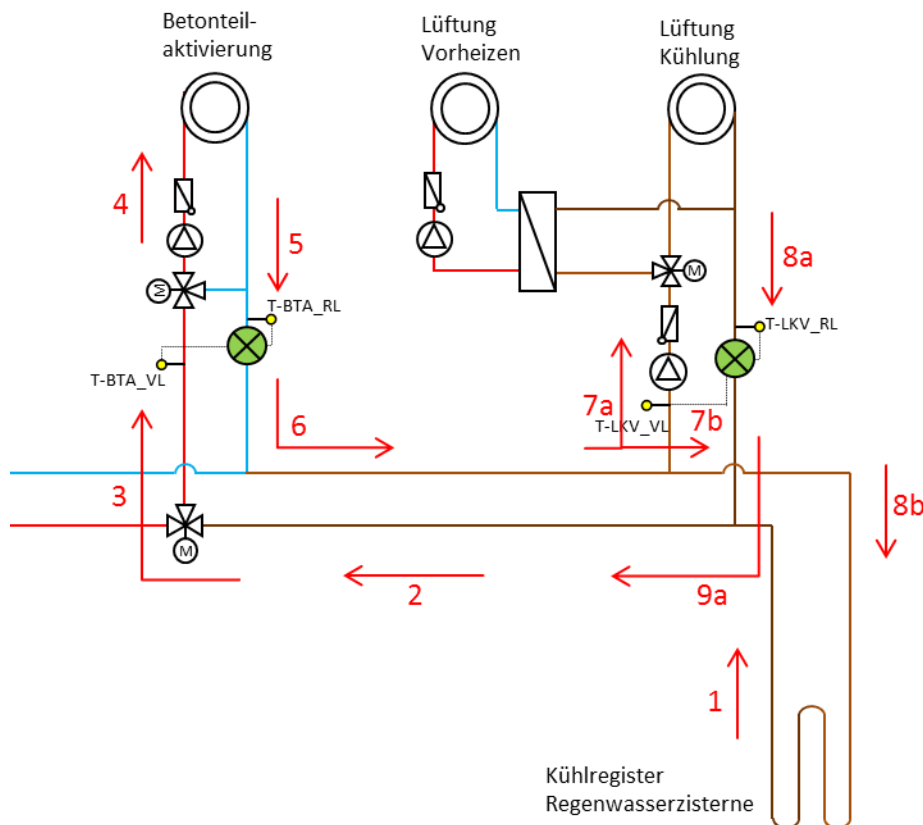 Betonteil-
aktivierung
Lüftung
Vorheizen
Lüftung
Kühlung
4
5
8a
M
M
T-BTA_RL
T-LKV_RL
T-BTA_VL
7a
7b
T-LKV_VL
6
3
8b
M
2
9a
1
Kühlregister
Regenwasserzisterne